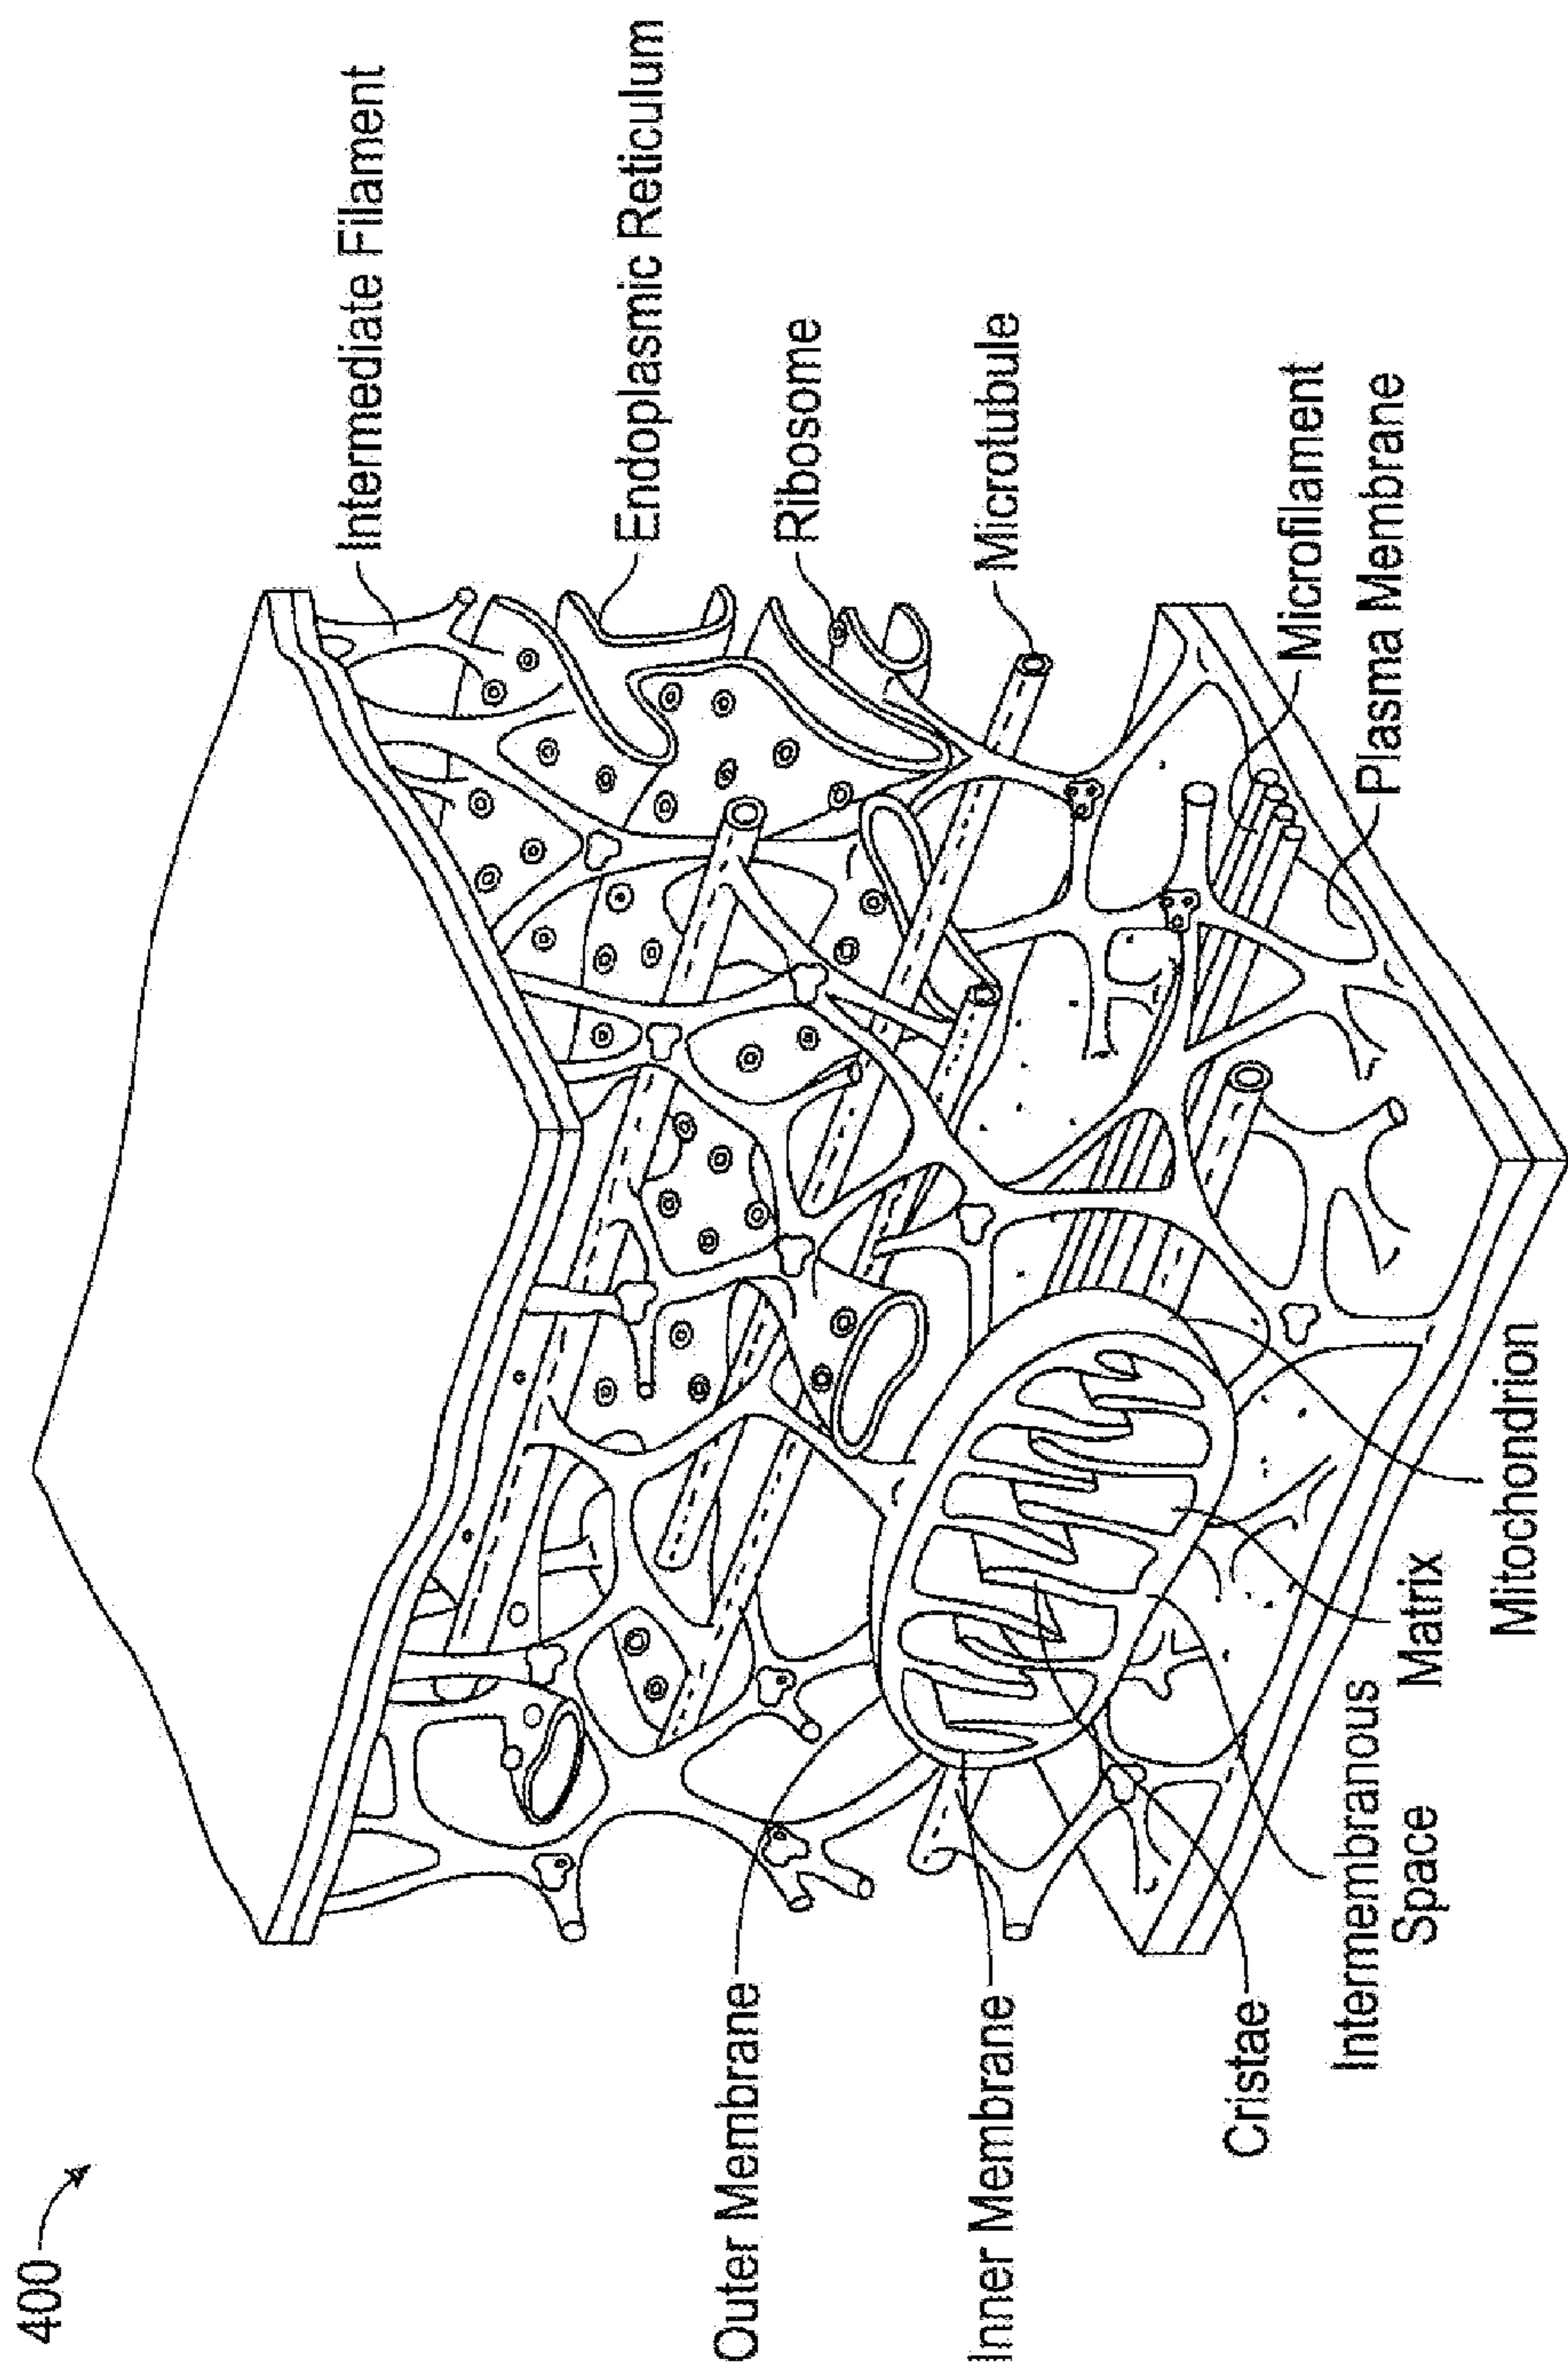 400
Intermediate Filament
Endoplasmic Reticulum
Ribosome
Microtubule
Microfilament
Plasma Membrane
Outer Membrane
Inner Membrane
Cristae
Intermembranous
Space
Matrix
Mitochondrion